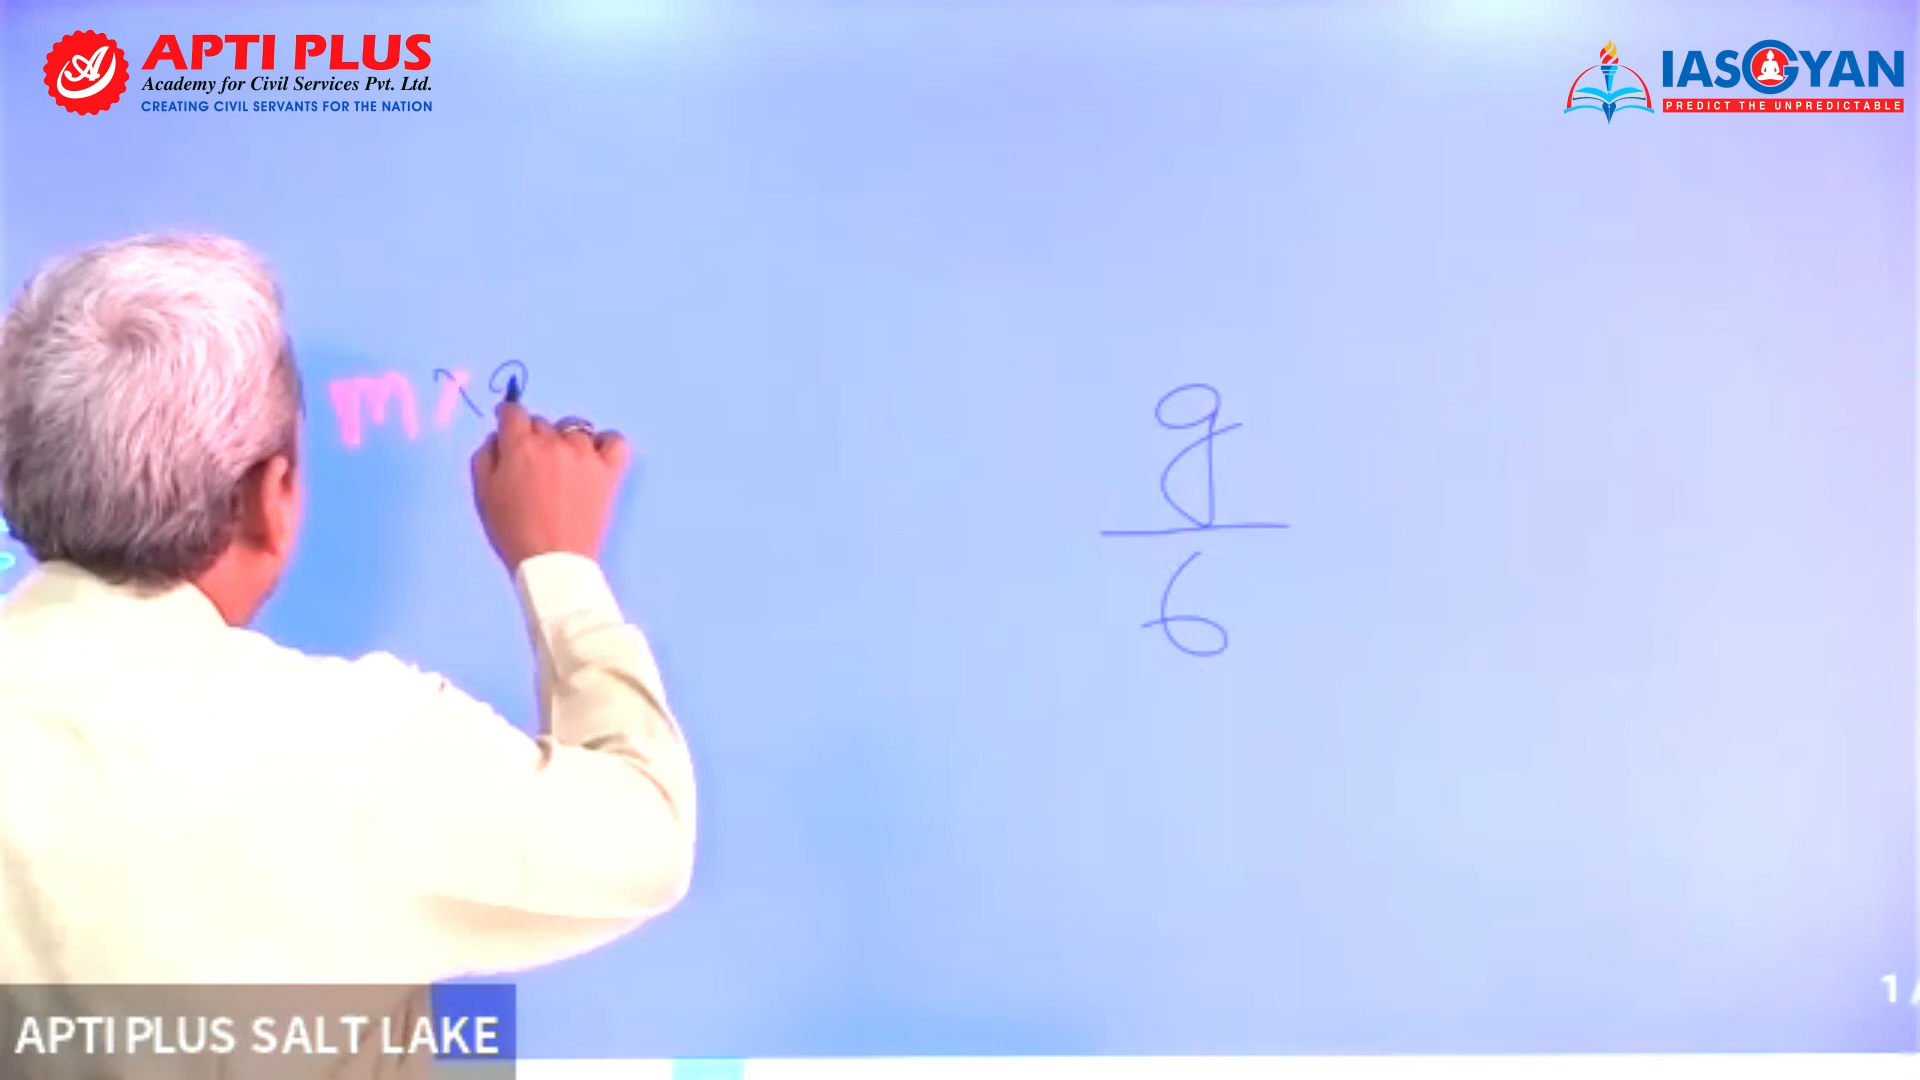 APTI PLUS
Academy for Civil Services Pvt. Ltd.
CREATING CIVIL SERVANTS FOR THE NATION
IASGYAN
PREDICT THE UNPREDICTABLE
m×
g
6
1/
APTI PLUS SALT LAKE